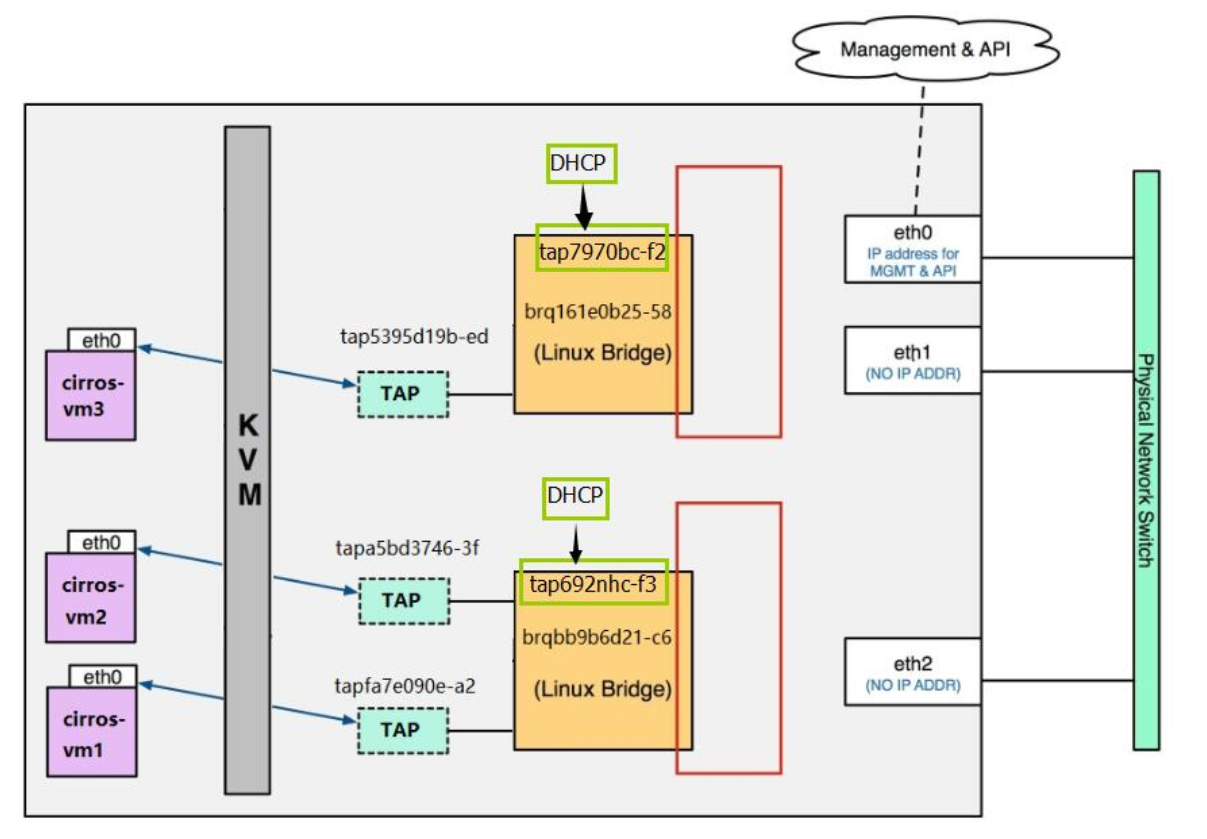 Management & API
DHCP
tap7970bc-f2
brq161e0b25-58
(Linux Bridge)
eth0
IP address for
MGMT & API
eth1
(NO IP ADDR)
tap5395d19b-ed
TAP
eth0
cirros-
vm3
K
V
M
Physical Network Switch
DHCP
tap692nhc-f3
brqbb9b6d21-c6
(Linux Bridge)
tapa5bd3746-3f
TAP
eth0
cirros-
vm2
tapfa7e090e-a2
TAP
eth0
cirros-
vm1
eth2
(NO IP ADDR)